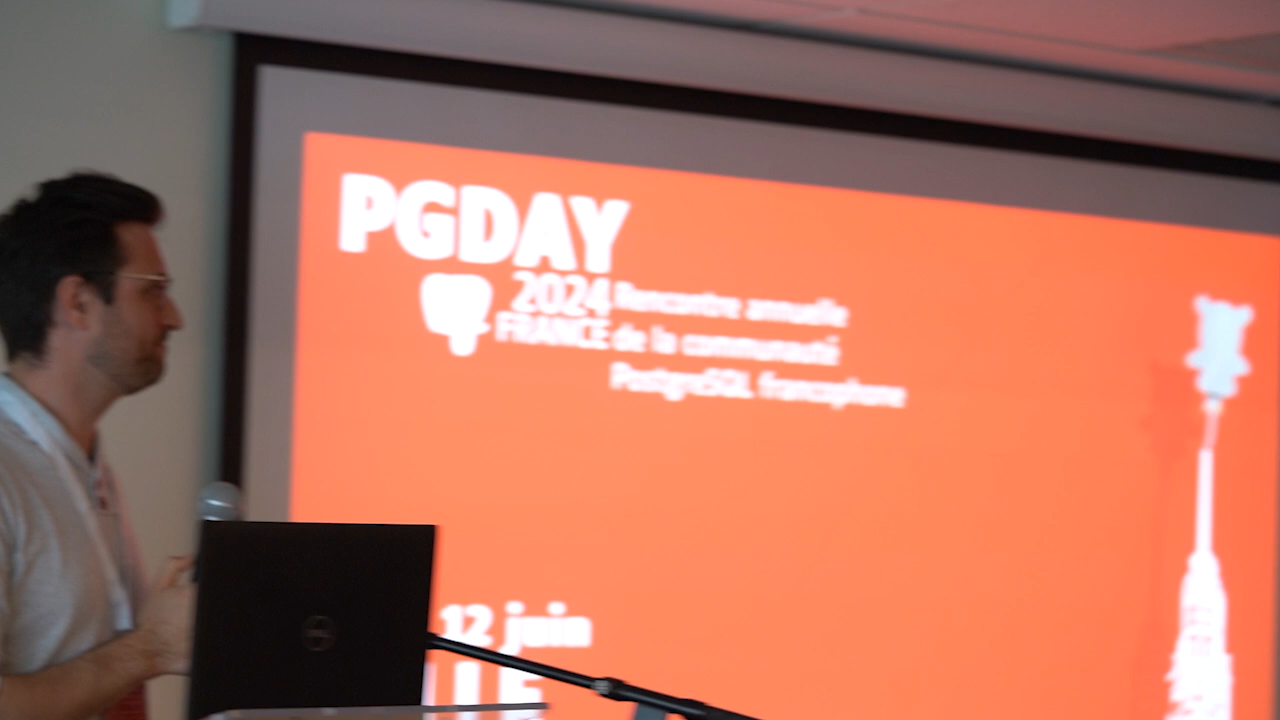 PGDAY
2024 Rencontre annuelle
FRANCE de la communauté
PostgreSQL francophone
12 juin